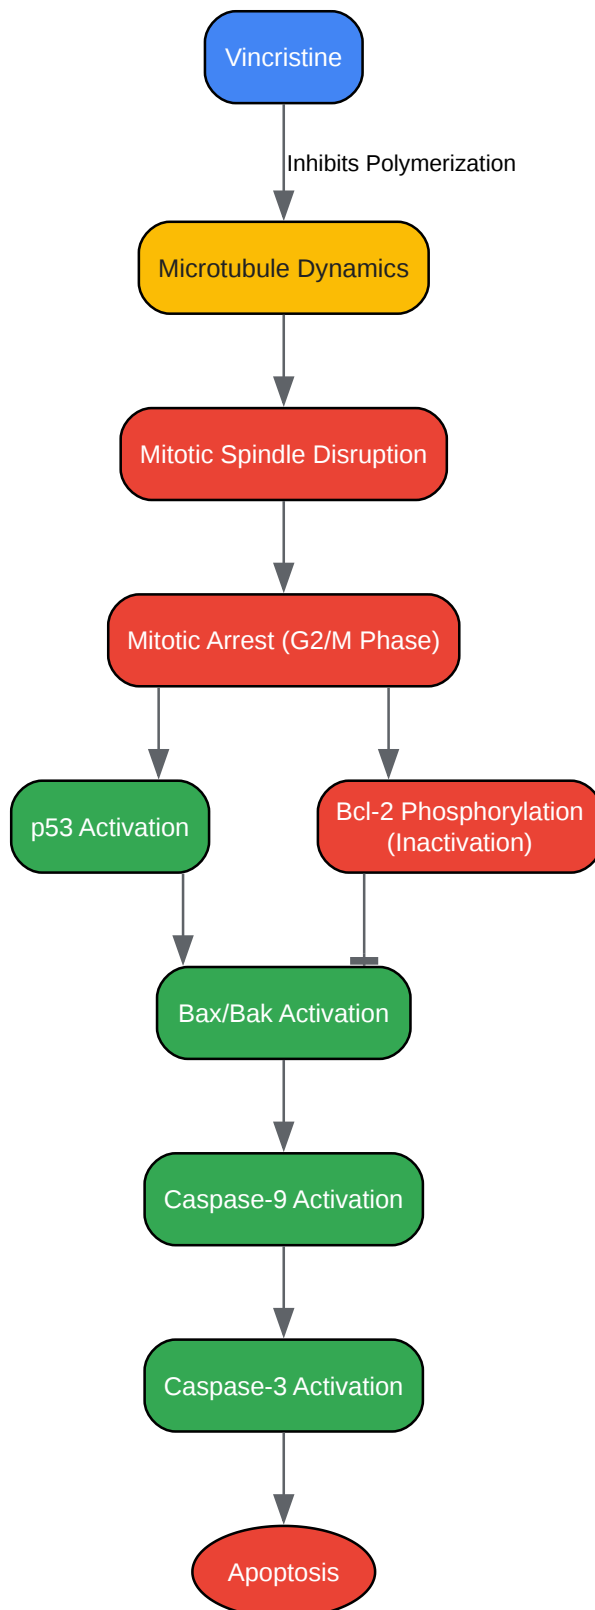 Vincristine
Inhibits Polymerization
Microtubule Dynamics
Mitotic Spindle Disruption
Mitotic Arrest (G2/M Phase)
p53 Activation
Bcl-2 Phosphorylation
(Inactivation)
Bax/Bak Activation
Caspase-9 Activation
Caspase-3 Activation
Apoptosis